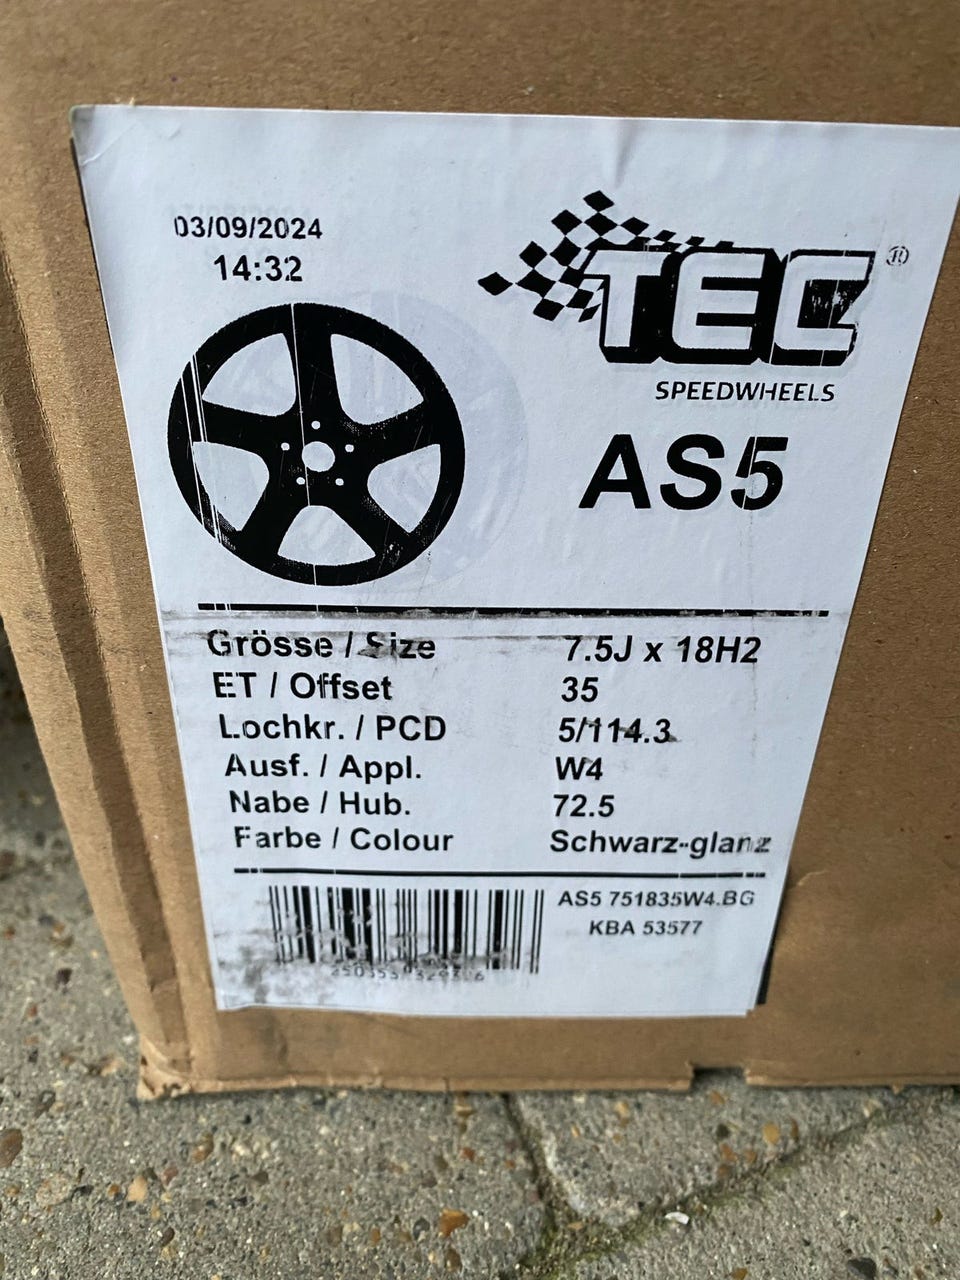 03/09/2024
14:32
TEC®
SPEEDWHEELS
AS5
Grösse / Size 7.5J x 18H2
ET / Offset 35
Lochkr. / PCD 5/114.3
Ausf. / Appl. W4
Nabe / Hub. 72.5
Farbe / Colour Schwarz-glanz
AS5 751835W4.BG
KBA 53577